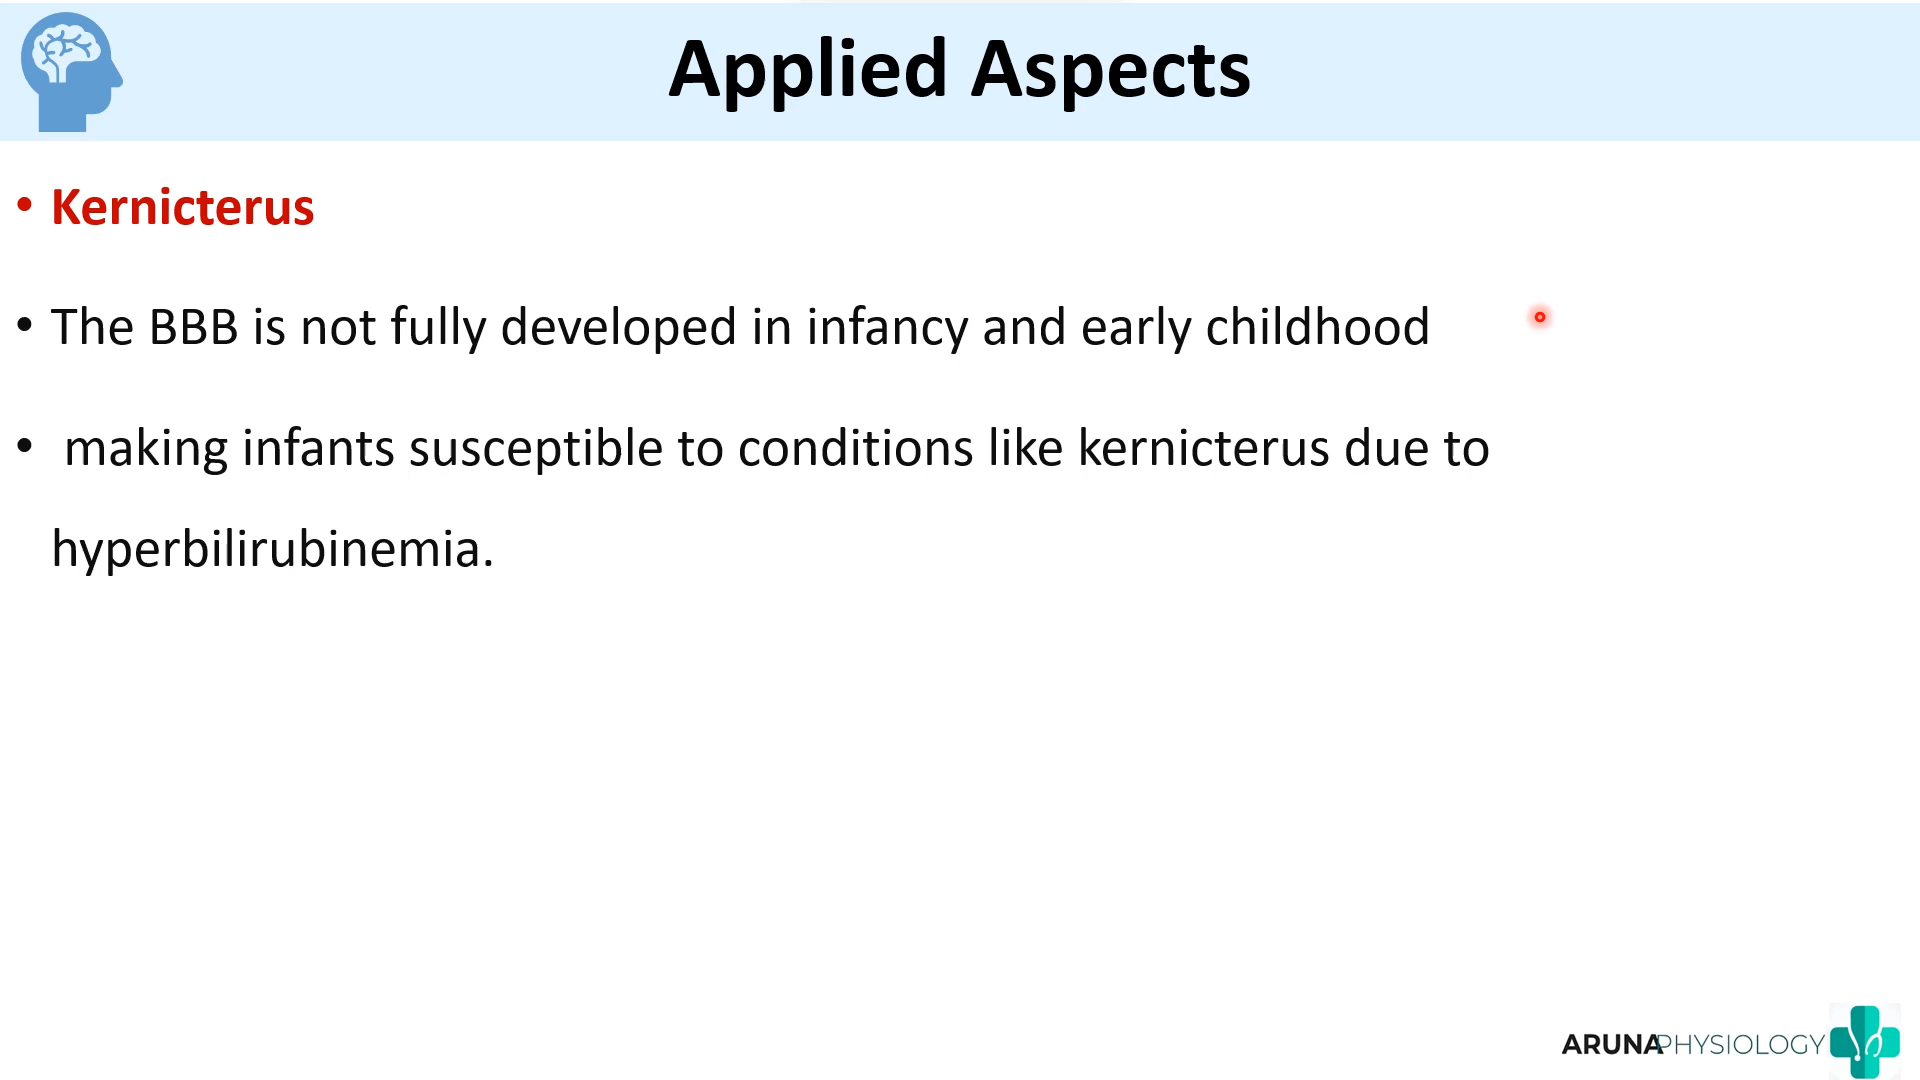 Applied Aspects
• Kernicterus
• The BBB is not fully developed in infancy and early childhood
• making infants susceptible to conditions like kernicterus due to
hyperbilirubinemia.
ARUNAPHYSIOLOGY